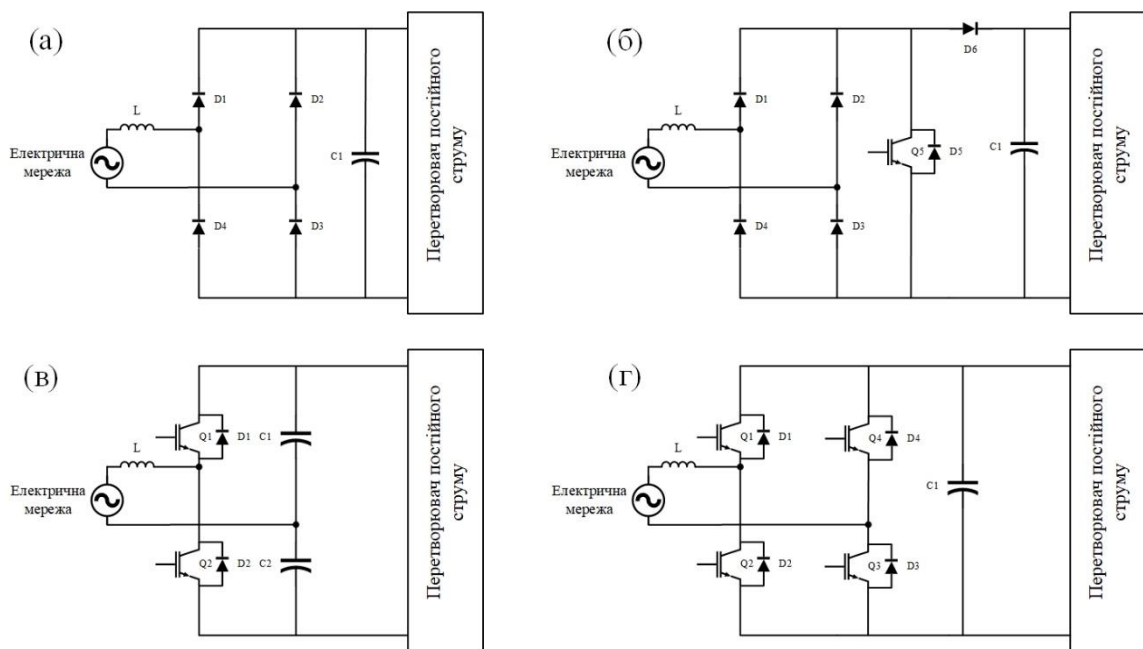 (а)
D1
D2
L
Електрична
мережа
C1
D4
D3
Перетворювач постійного
струму
(б)
D6
D1
D2
L
Електрична
мережа
Q5
D5
C1
D4
D3
Перетворювач постійного
струму
(в)
Q1
D1
C1
L
Електрична
мережа
Q2
D2
C2
Перетворювач постійного
струму
(г)
Q1
D1
Q4
D4
L
Електрична
мережа
C1
Q2
D2
Q3
D3
Перетворювач постійного
струму